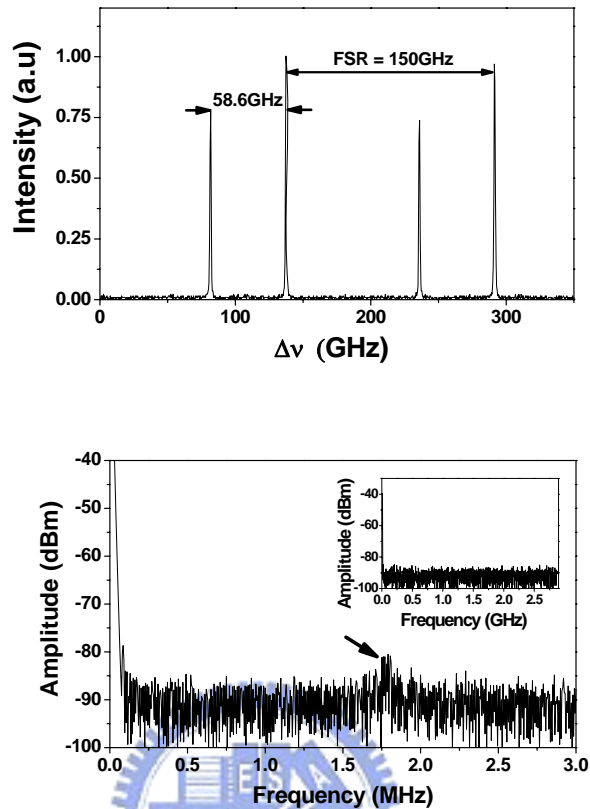 Intensity (a.u)
1.00
0.75
0.50
0.25
0.00
FSR = 150GHz
58.6GHz
0 100 200 300
Δν (GHz)
Amplitude (dBm)
-40
-50
-60
-70
-80
-90
-100
Amplitude (dBm)
-40
-60
-80
-100
0.0 0.5 1.0 1.5 2.0 2.5
Frequency (GHz)
E S A
0.0 0.5 1.0 1.5 2.0 2.5 3.0
Frequency (MHz)